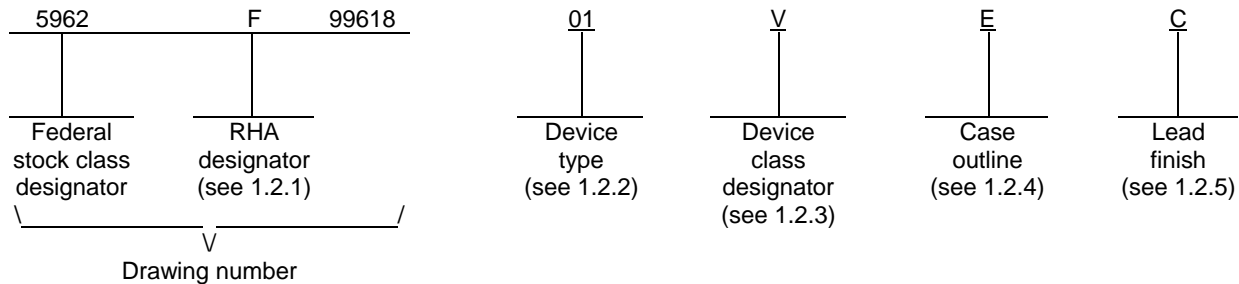 5962 F 99618 01 V E C
Federal stock class designator
RHA designator (see 1.2.1)
Device type (see 1.2.2)
Device class designator (see 1.2.3)
Case outline (see 1.2.4)
Lead finish (see 1.2.5)
\ /
\/
Drawing number